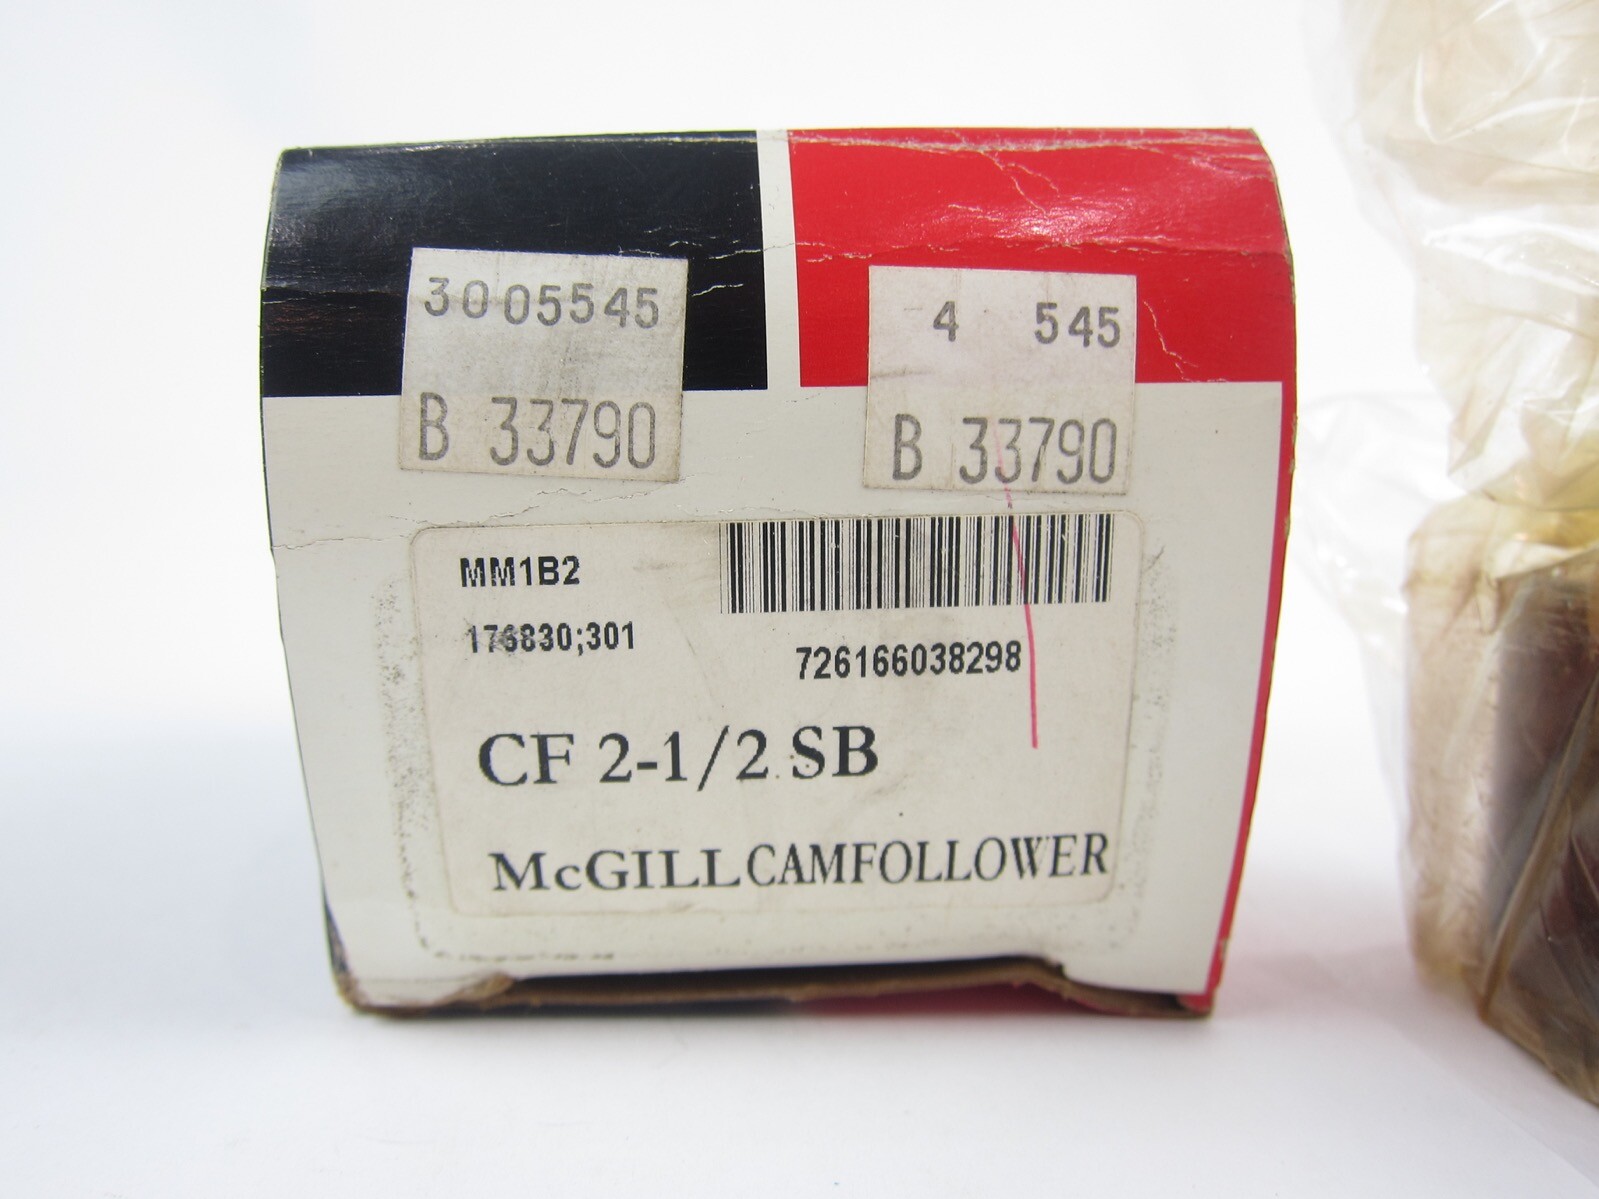 3005545
B 33790
4 545
B 33790
MM1B2
176830;301
726166038298
CF 2-1/2 SB
McGILL CAMFOLLOWER